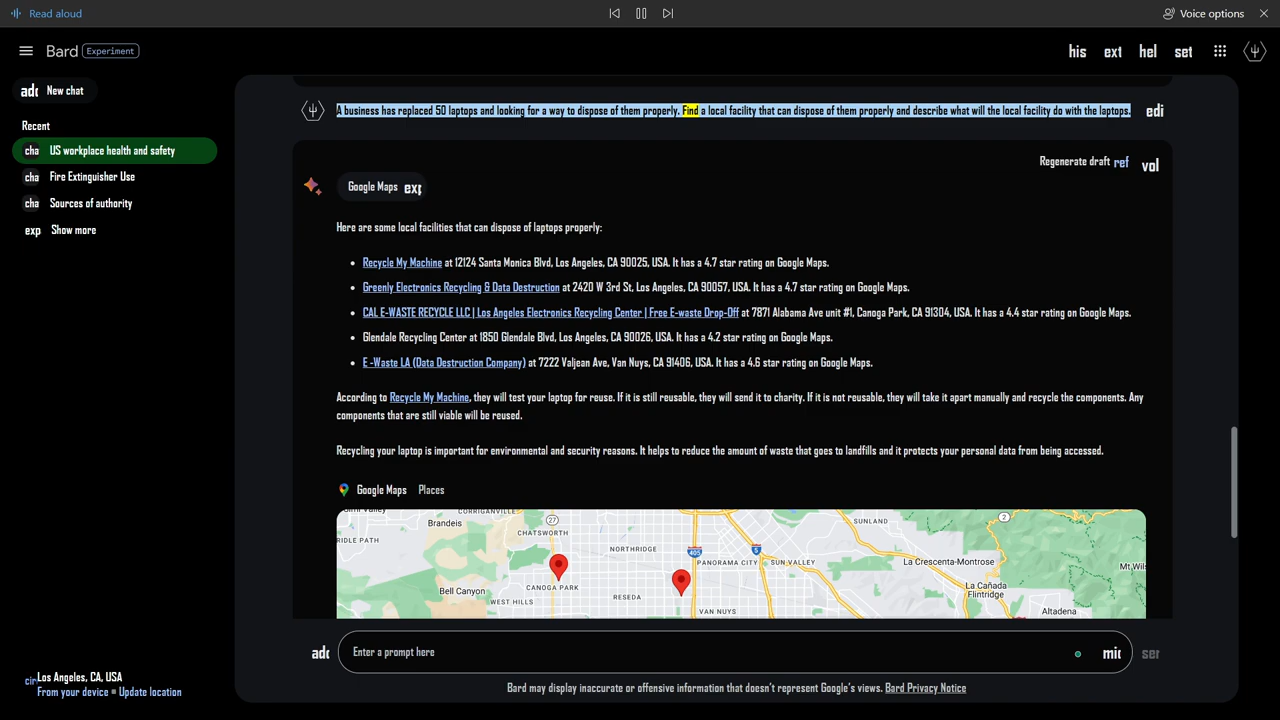 Read aloud
Voice options
Bard Experiment
his ext hel set
add New chat
Recent
cha US workplace health and safety
cha Fire Extinguisher Use
cha Sources of authority
exp Show more
A business has replaced 50 laptops and looking for a way to dispose of them properly. Find a local facility that can dispose of them properly and describe what will the local facility do with the laptops.
edi
Regenerate draft ref vol
Google Maps exp
Here are some local facilities that can dispose of laptops properly:
• Recycle My Machine at 12124 Santa Monica Blvd, Los Angeles, CA 90025, USA. It has a 4.7 star rating on Google Maps.
• Greenly Electronics Recycling & Data Destruction at 2420 W 3rd St, Los Angeles, CA 90057, USA. It has a 4.7 star rating on Google Maps.
• CAL E-WASTE RECYCLE LLC | Los Angeles Electronics Recycling Center | Free E-waste Drop-Off at 7871 Alabama Ave unit #1, Canoga Park, CA 91304, USA. It has a 4.4 star rating on Google Maps.
• Glendale Recycling Center at 1850 Glendale Blvd, Los Angeles, CA 90026, USA. It has a 4.2 star rating on Google Maps.
• E -Waste LA (Data Destruction Company) at 7222 Valjean Ave, Van Nuys, CA 91406, USA. It has a 4.6 star rating on Google Maps.
According to Recycle My Machine, they will test your laptop for reuse. If it is still reusable, they will send it to charity. If it is not reusable, they will take it apart manually and recycle the components. Any
components that are still viable will be reused.
Recycling your laptop is important for environmental and security reasons. It helps to reduce the amount of waste that goes to landfills and it protects your personal data from being accessed.
Google Maps Places
RIDLE PATH
Brandeis
27
CHATSWORTH
NORTHRIDGE
405
5
PANORAMA CITY
SUN VALLEY
SUNLAND
2
La Crescenta-Montrose
Bell Canyon
CANOGA PARK
WEST HILLS
RESEDA
VAN NUYS
La Cañada
Flintridge
Altadena
add Enter a prompt here
Los Angeles, CA, USA
From your device • Update location
Bard may display inaccurate or offensive information that doesn't represent Google's views. Bard Privacy Notice